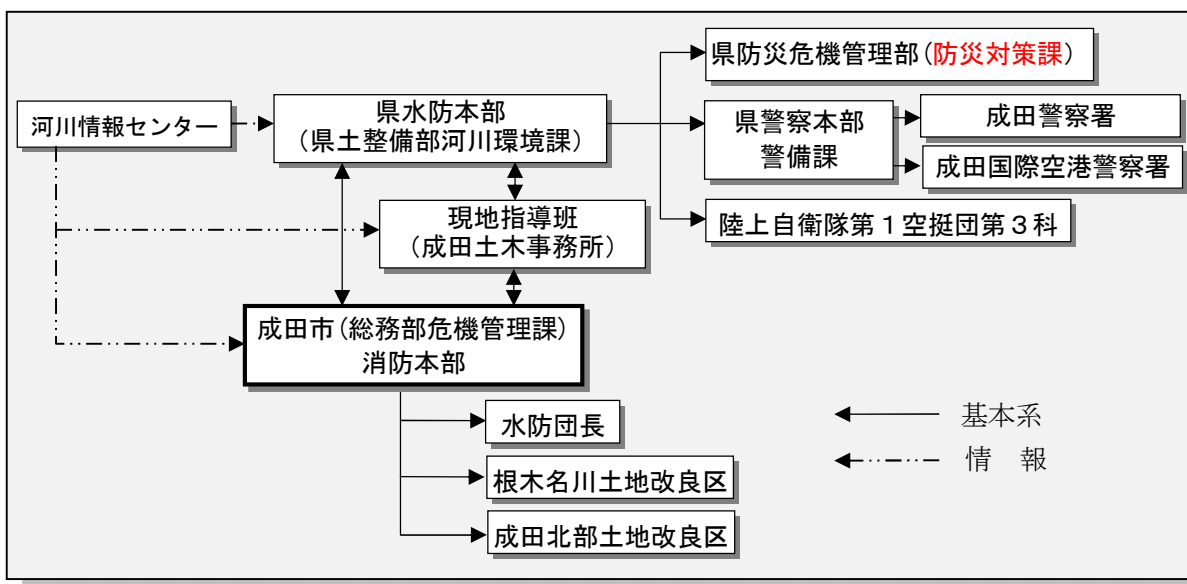 県防災危機管理部(防災対策課)
河川情報センター
県水防本部
(県土整備部河川環境課)
県警察本部
警備課
成田警察署
成田国際空港警察署
現地指導班
(成田土木事務所)
陸上自衛隊第１空挺団第３科
成田市(総務部危機管理課)
消防本部
水防団長
根木名川土地改良区
成田北部土地改良区
基本系
情　報